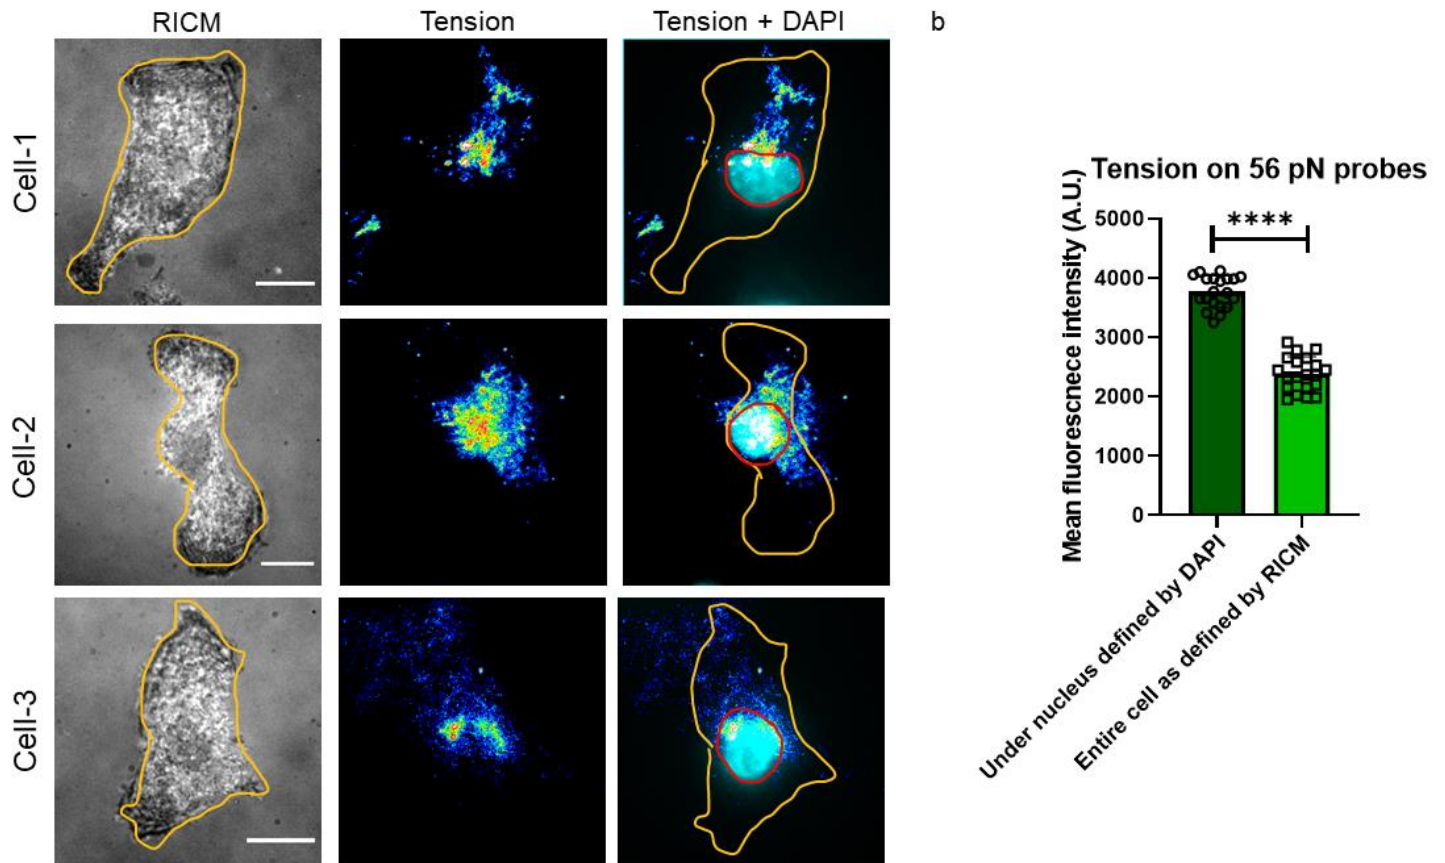 RICM
Tension
Tension + DAPI
b
Cell-1
Cell-2
Cell-3
Tension on 56 pN probes
Mean fluorescnece intensity (A.U.)
5000
4000
3000
2000
1000
0
****
Under nucleus defined by DAPI
Entire cell as defined by RICM